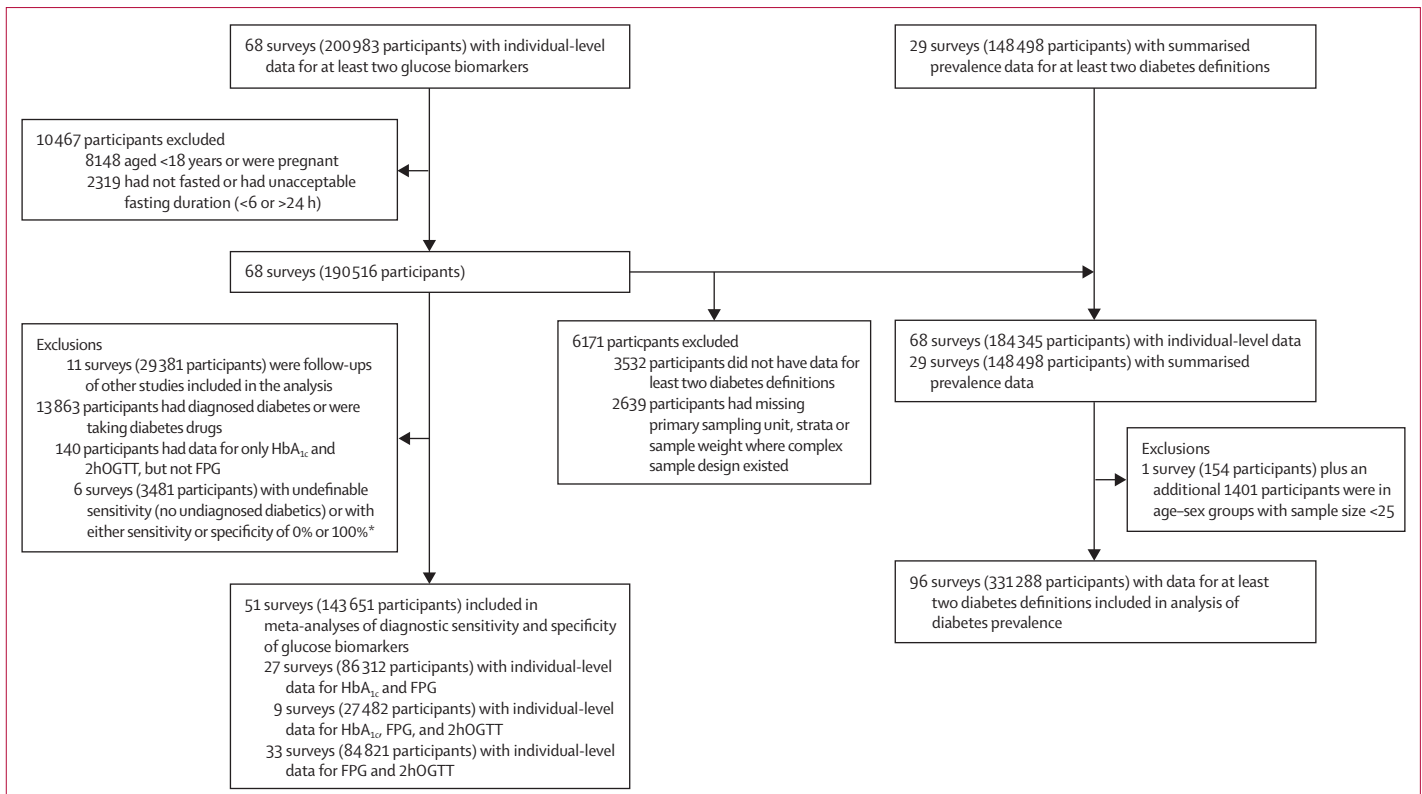 68 surveys (200 983 participants) with individual-level
data for at least two glucose biomarkers
29 surveys (148 498 participants) with summarised
prevalence data for at least two diabetes definitions
10 467 participants excluded
8148 aged <18 years or were pregnant
2319 had not fasted or had unacceptable
fasting duration (<6 or >24 h)
68 surveys (190 516 participants)
Exclusions
11 surveys (29 381 participants) were follow-ups
of other studies included in the analysis
13 863 participants had diagnosed diabetes or were
taking diabetes drugs
140 participants had data for only HbA1c and
2hOGTT, but not FPG
6 surveys (3481 participants) with undefinable
sensitivity (no undiagnosed diabetics) or with
either sensitivity or specificity of 0% or 100%*
6171 particpants excluded
3532 participants did not have data for
least two diabetes definitions
2639 participants had missing
primary sampling unit, strata or
sample weight where complex
sample design existed
68 surveys (184 345 participants) with individual-level data
29 surveys (148 498 participants) with summarised
prevalence data
Exclusions
1 survey (154 participants) plus an
additional 1401 participants were in
age–sex groups with sample size <25
51 surveys (143 651 participants) included in
meta-analyses of diagnostic sensitivity and specificity
of glucose biomarkers
27 surveys (86 312 participants) with individual-level
data for HbA1c and FPG
9 surveys (27 482 participants) with individual-level
data for HbA1c, FPG, and 2hOGTT
33 surveys (84 821 participants) with individual-level
data for FPG and 2hOGTT
96 surveys (331 288 participants) with data for at least
two diabetes definitions included in analysis of
diabetes prevalence